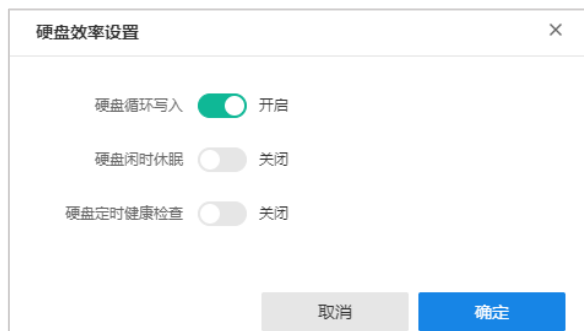 硬盘效率设置
硬盘循环写入 开启
硬盘闲时休眠 关闭
硬盘定时健康检查 关闭
取消 确定